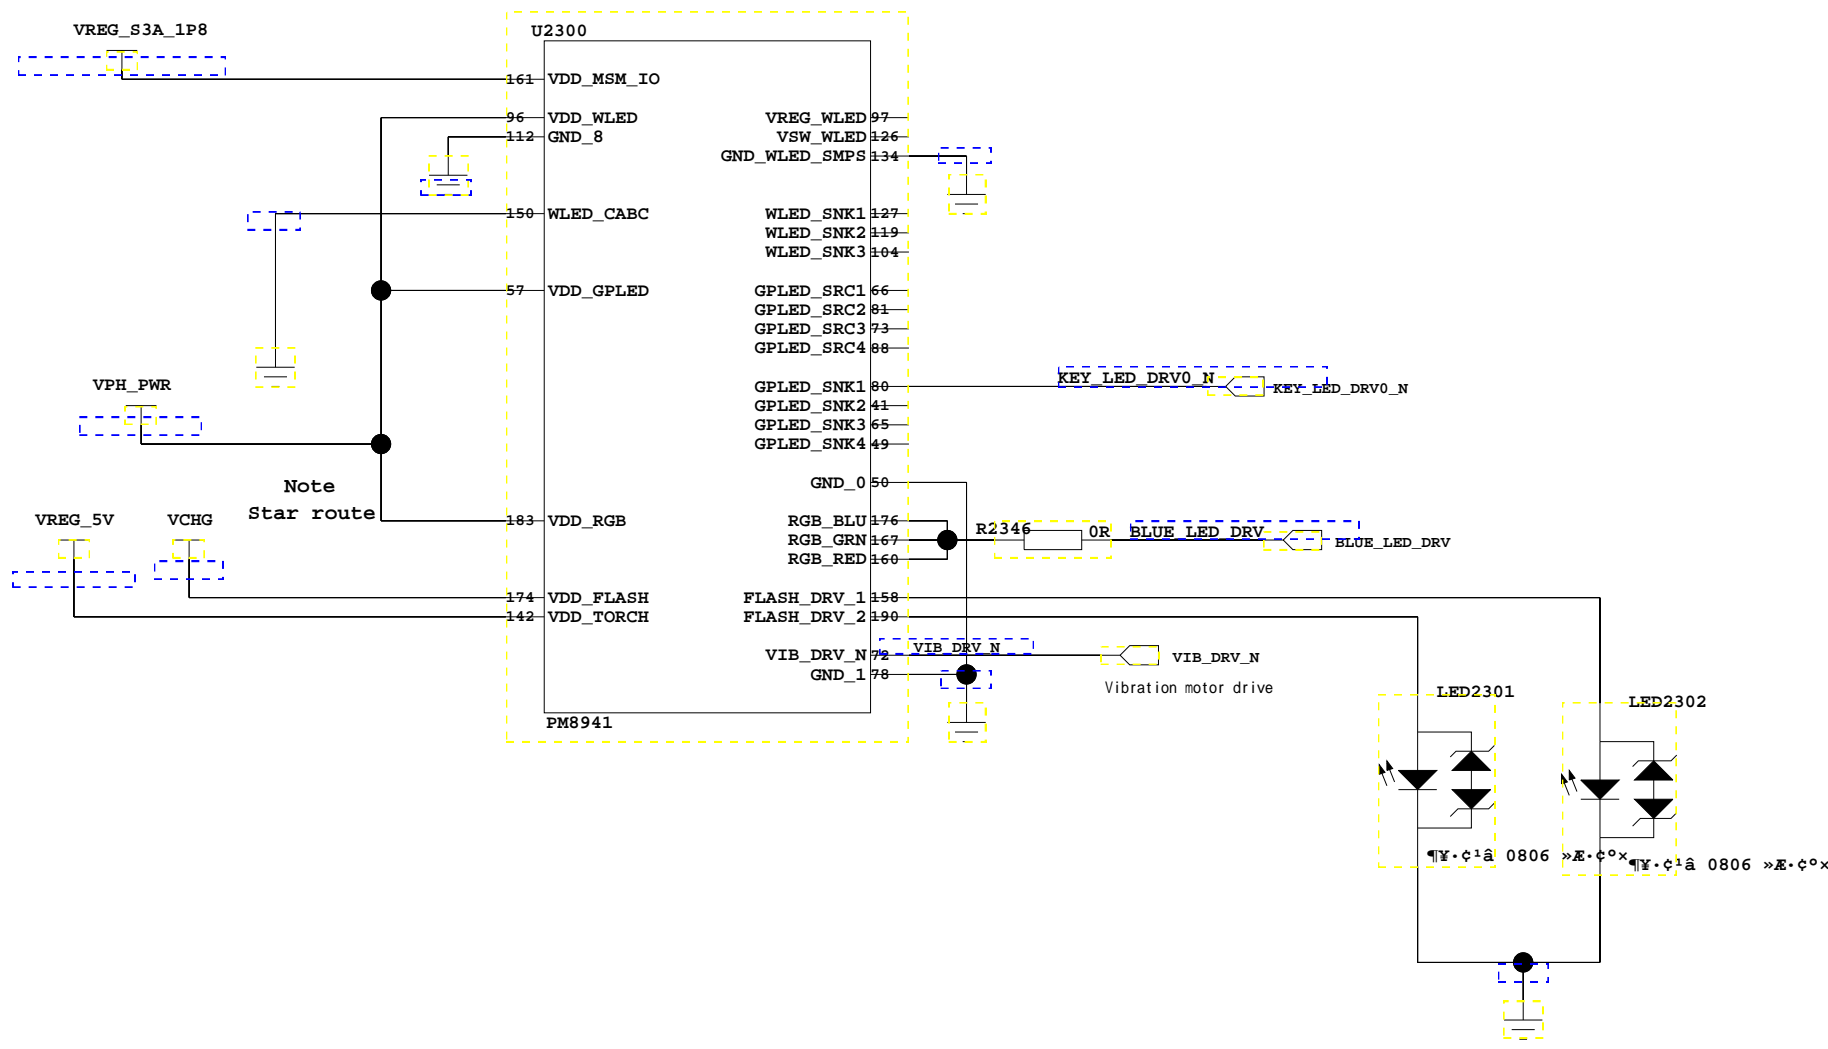 VREG_S3A_1P8
U2300
161 VDD_MSM_IO
96 VDD_WLED
VREG_WLED 97
112 GND_8
VSW_WLED 126
GND_WLED_SMPS 134
150 WLED_CABC
WLED_SNK1 127
WLED_SNK2 119
WLED_SNK3 104
57 VDD_GPLED
GPLED_SRC1 66
GPLED_SRC2 81
GPLED_SRC3 73
GPLED_SRC4 88
VPH_PWR
GPLED_SNK1 80
KEY_LED_DRV0_N
KEY_LED_DRV0_N
GPLED_SNK2 41
GPLED_SNK3 65
GPLED_SNK4 49
Note
Star route
GND_0 50
VREG_5V
VCHG
183 VDD_RGB
RGB_BLU 176
R2346
0R
BLUE_LED_DRV
BLUE_LED_DRV
RGB_GRN 167
RGB_RED 160
174 VDD_FLASH
FLASH_DRV_1 158
142 VDD_TORCH
FLASH_DRV_2 190
VIB_DRV_N 72
VIB_DRV_N
VIB_DRV_N
GND_1 78
Vibration motor drive
PM8941
LED2301
LED2302
¶¥·¢¹â 0806 »Æ·¢º×
¶¥·¢¹â 0806 »Æ·¢º×